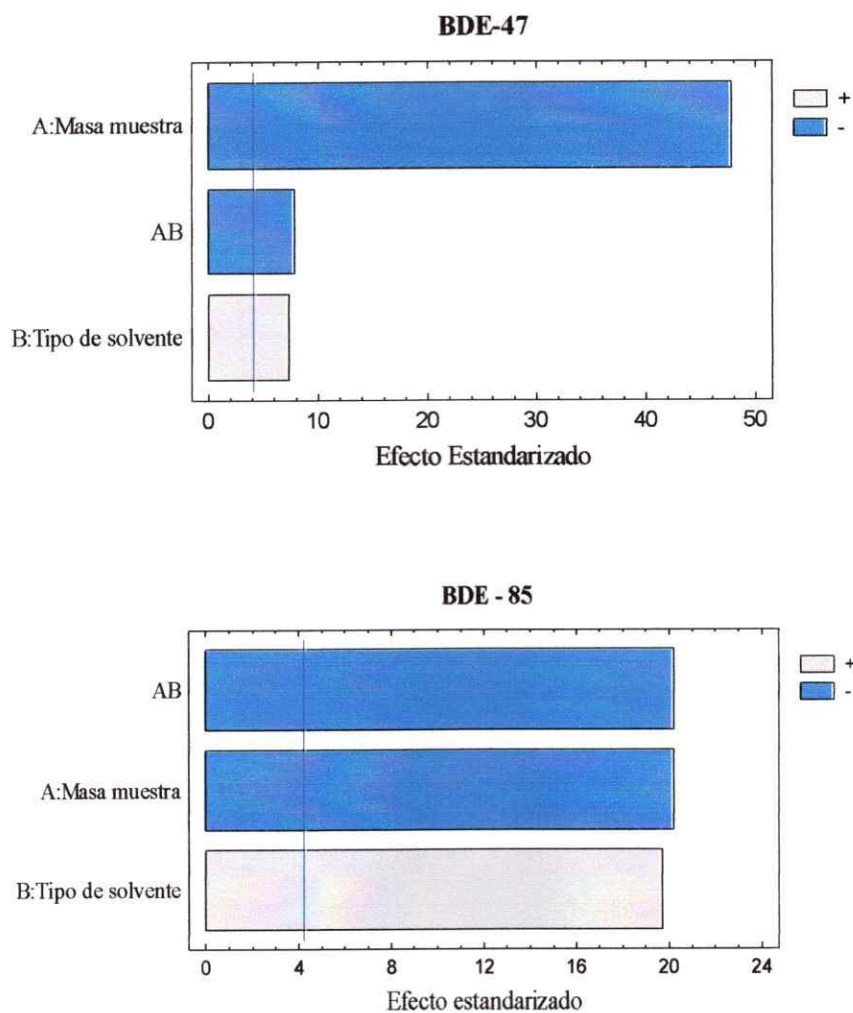 BDE-47
+
-
A:Masa muestra
AB
B:Tipo de solvente
0 10 20 30 40 50
Efecto Estandarizado
BDE - 85
+
-
AB
A:Masa muestra
B:Tipo de solvente
0 4 8 12 16 20 24
Efecto estandarizado